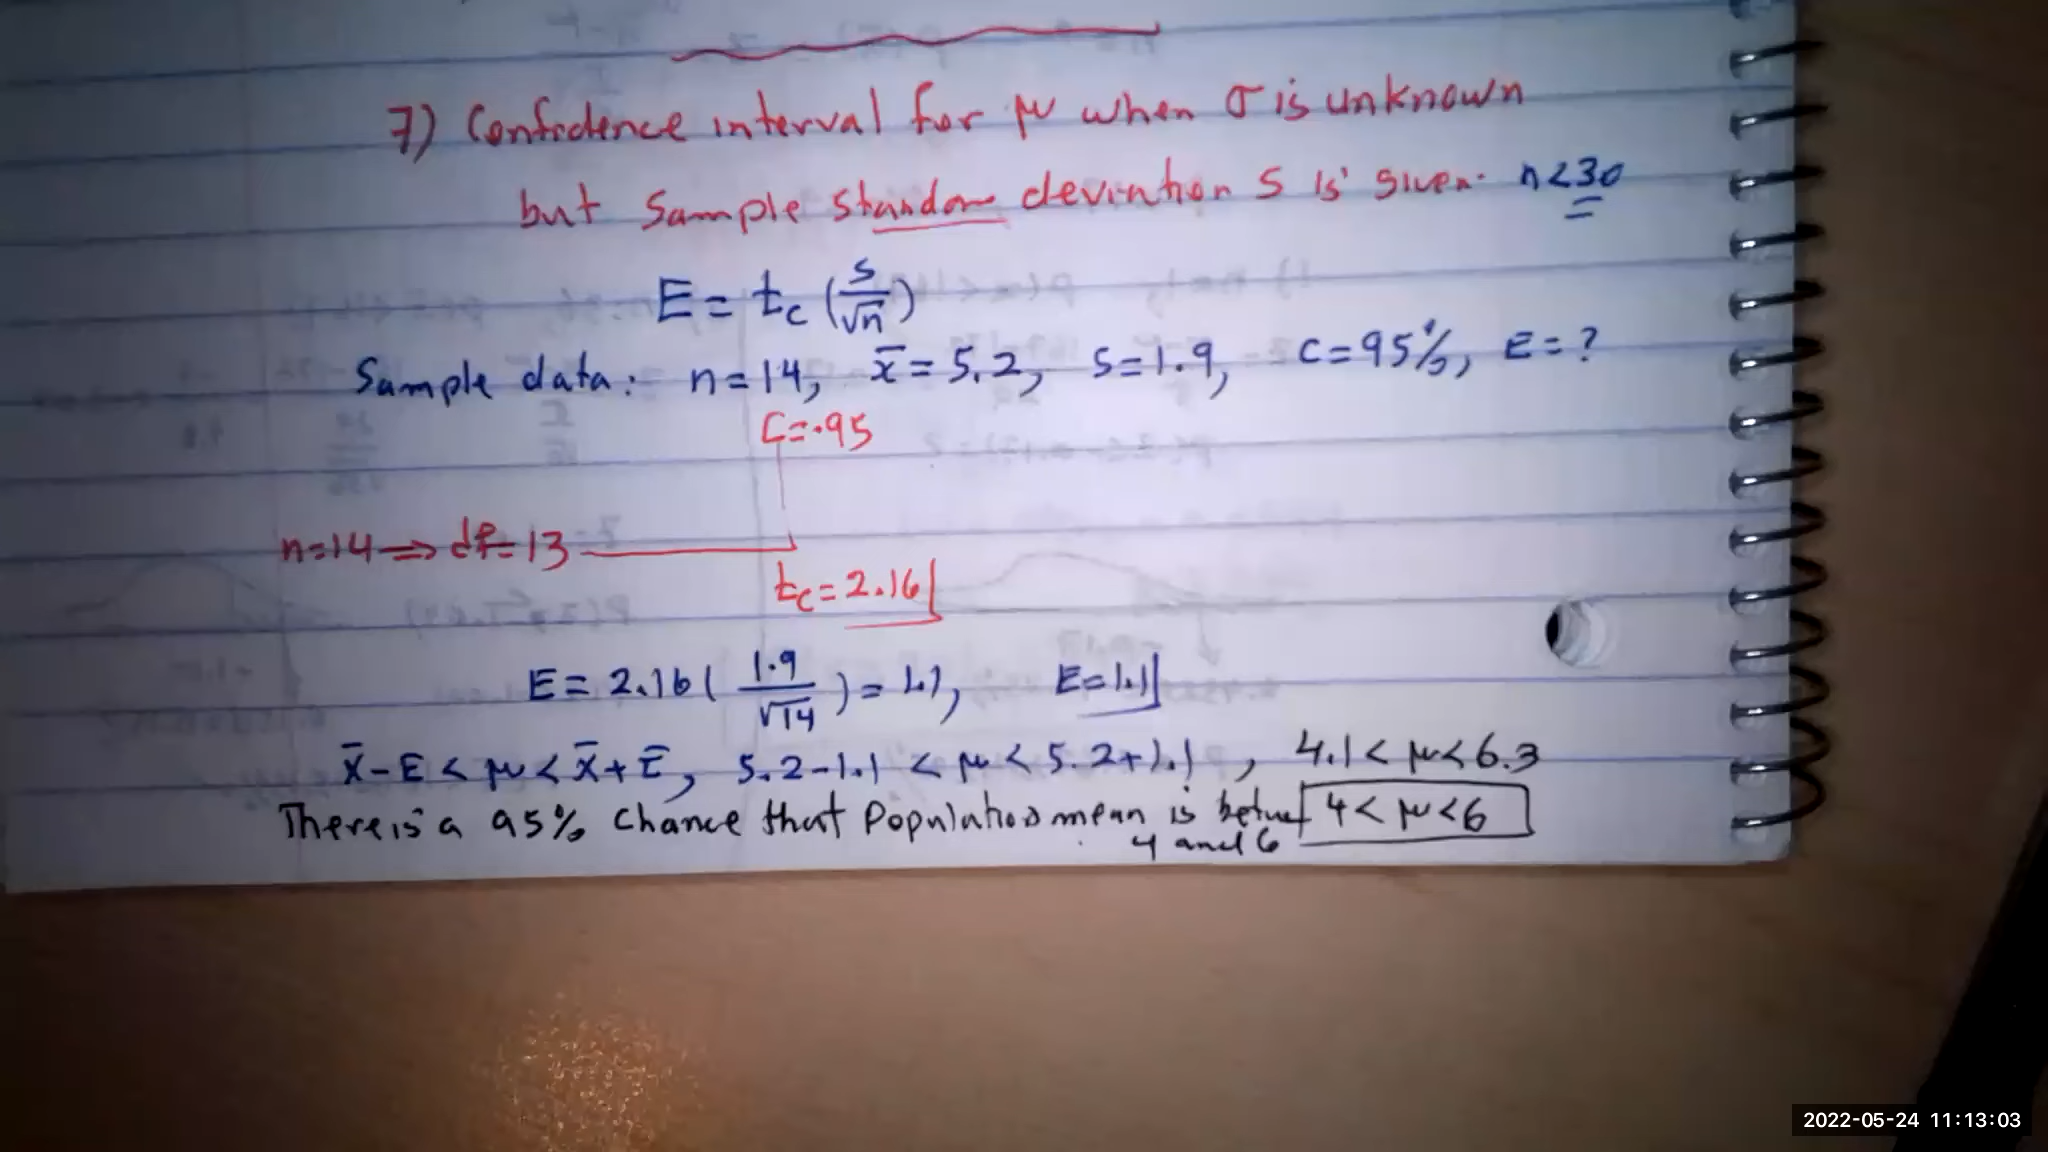 7) Confidence interval for μ when σ is unknown
but Sample standard deviation S is given. n<30
E = tc (s/√n)
Sample data: n=14, x̄=5.2, s=1.9, c=95%, E=?
C=.95
n=14 ⇒ df=13
tc=2.16
E= 2.16 (1.9/√14) = 1.1, E=1.1
x̄-E < μ < x̄+E, 5.2-1.1 < μ < 5.2+1.1, 4.1< μ <6.3
There is a 95% chance that Population mean is 4< μ <6
4 and 6
2022-05-24 11:13:03